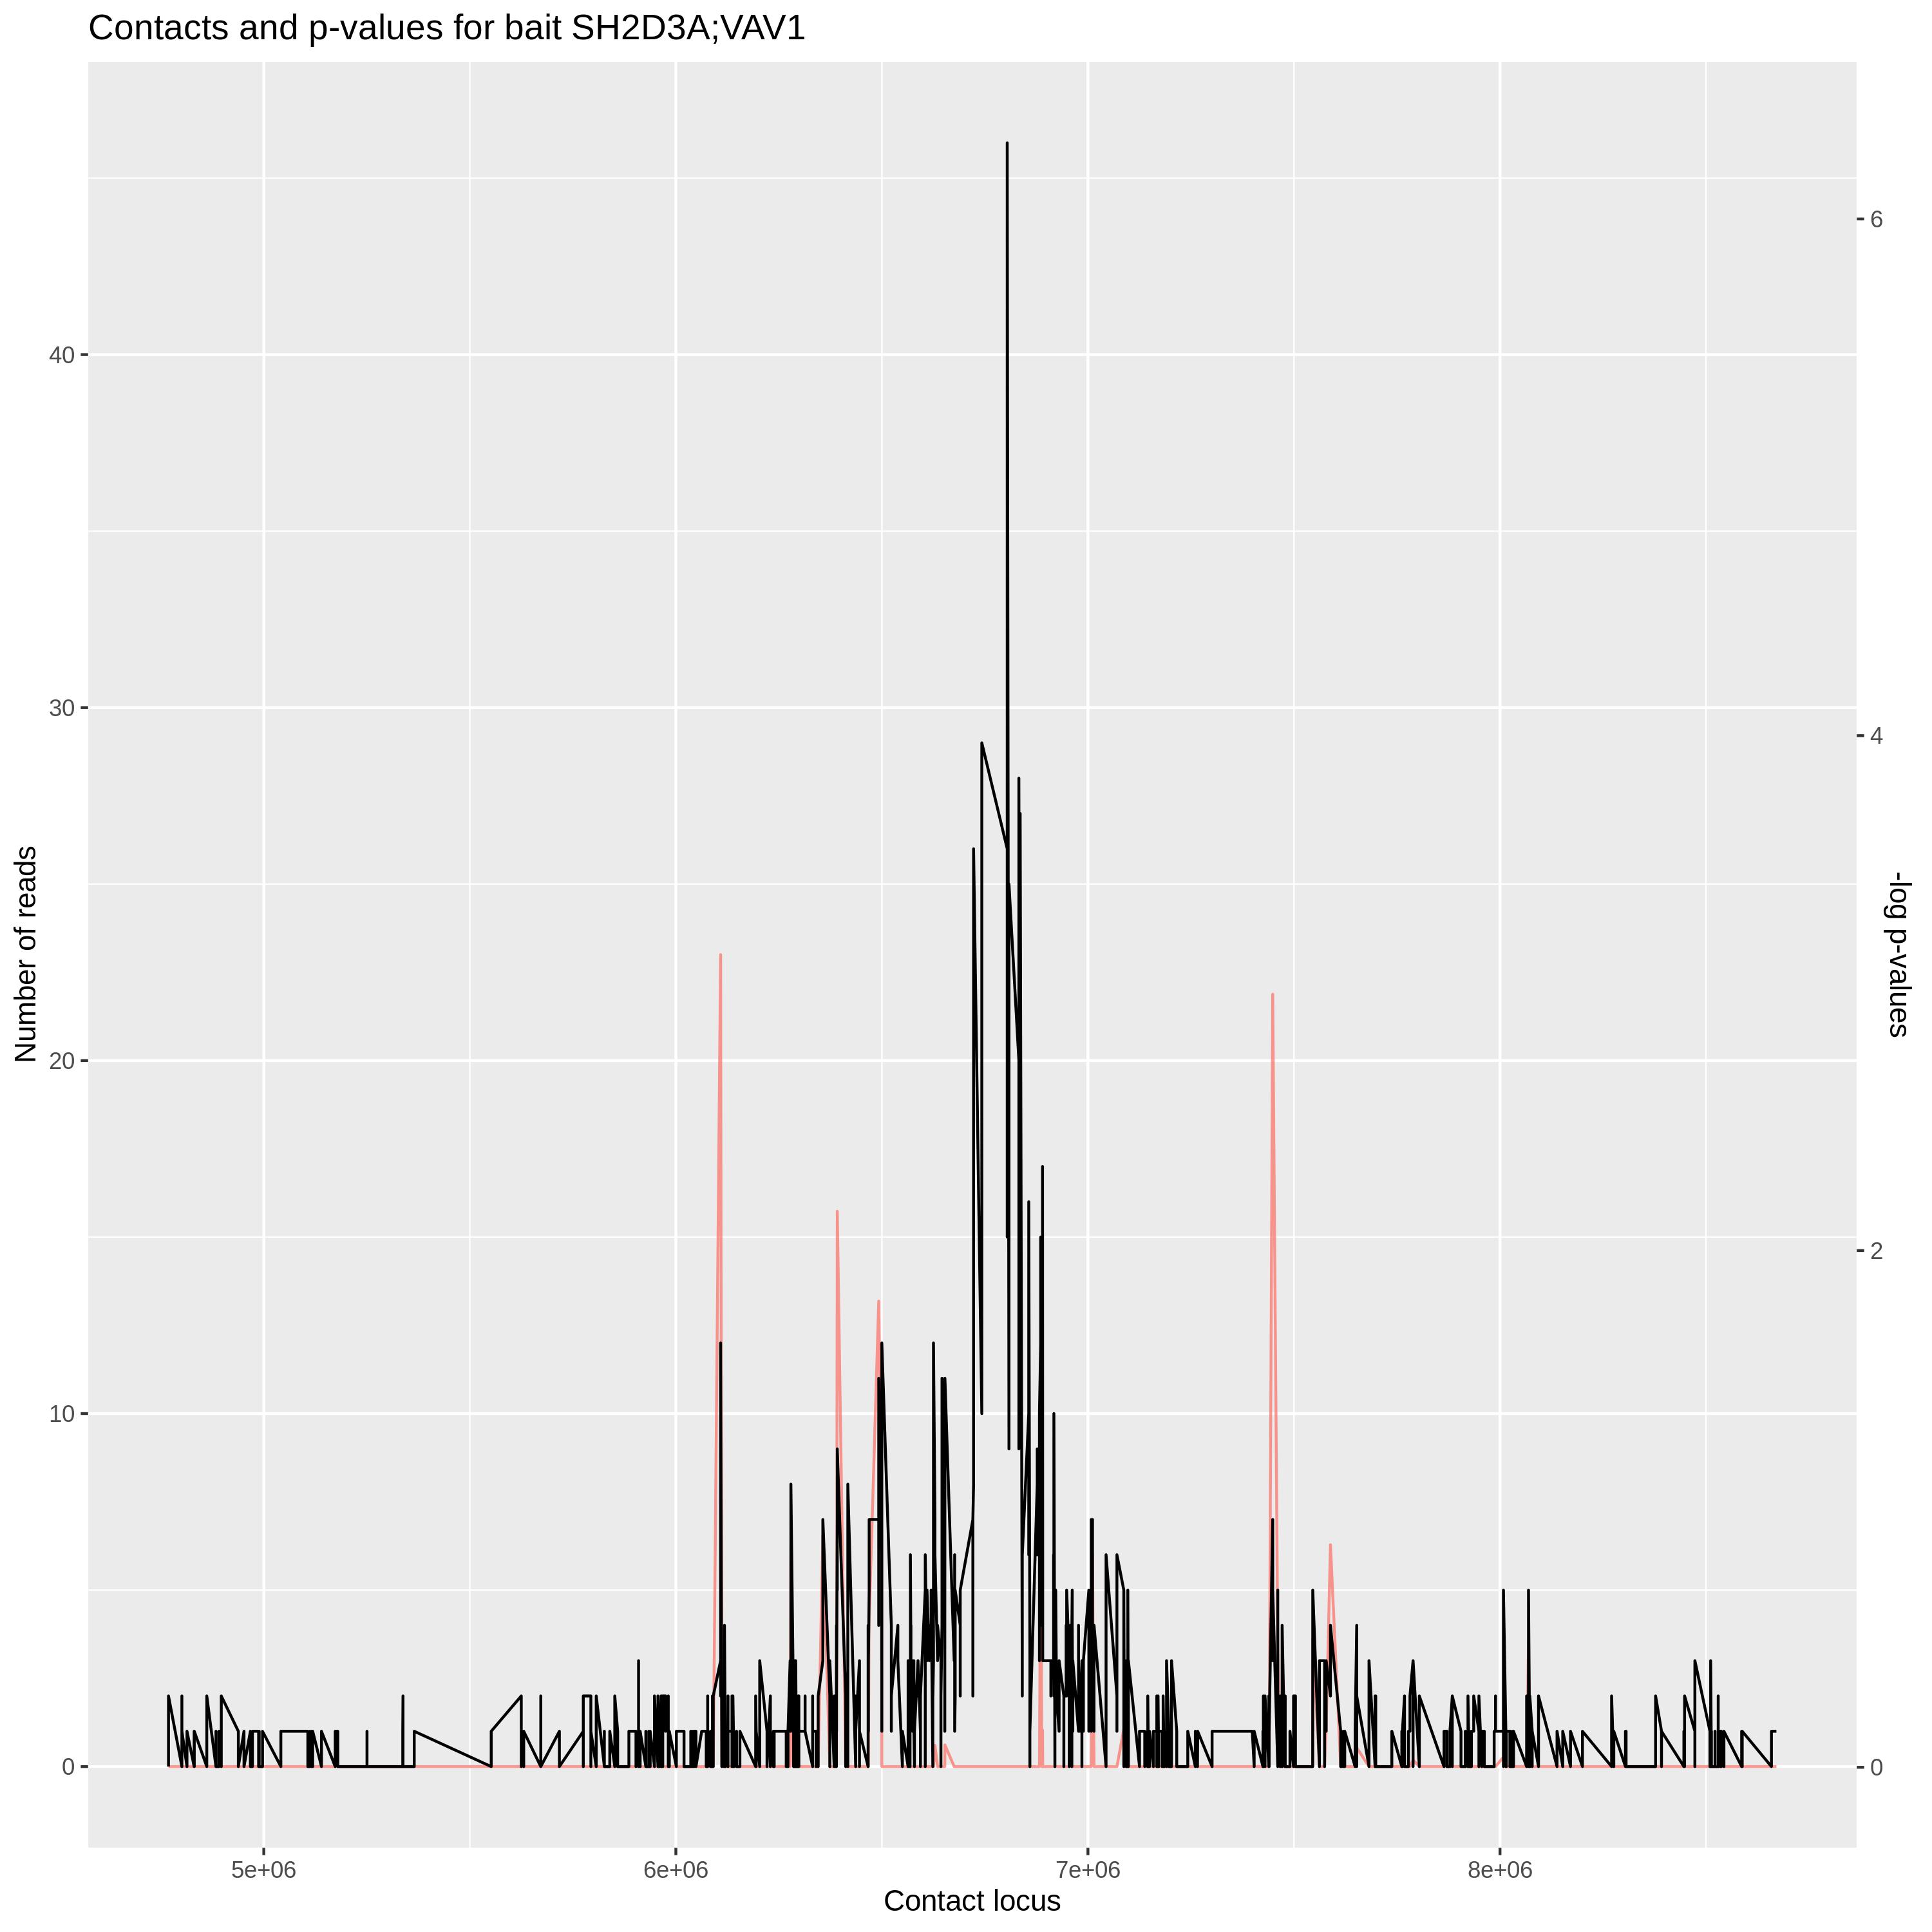 Contacts and p-values for bait SH2D3A;VAV1
Number of reads
40
30
20
10
0
6
4
2
0
-log p-values
5e+06
6e+06
7e+06
8e+06
Contact locus